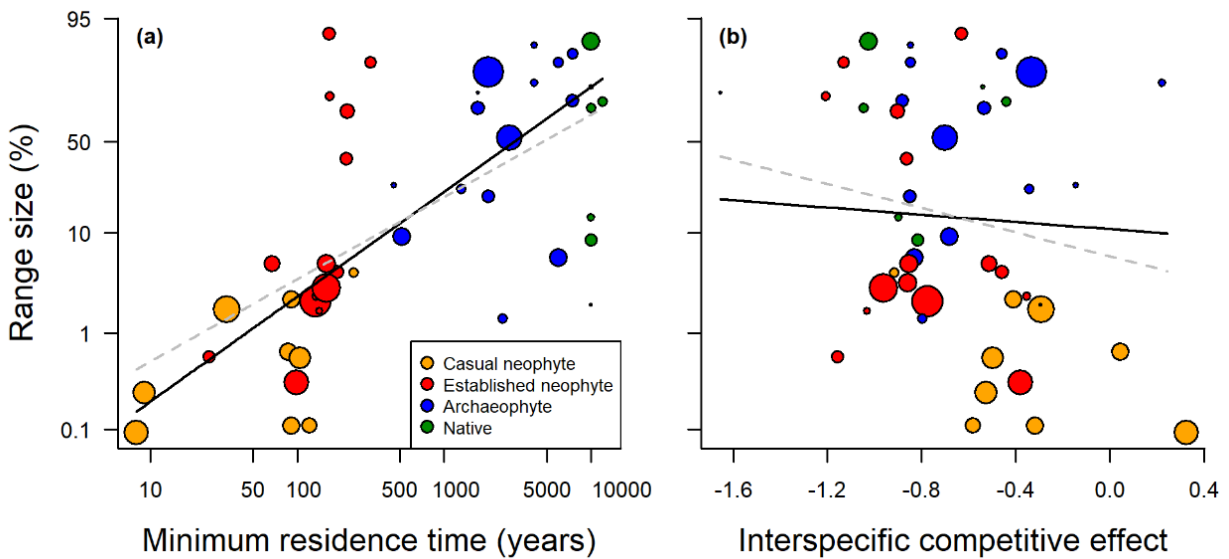 (a)
Range size (%)
95
50
10
1
0.1
Casual neophyte
Established neophyte
Archaeophyte
Native
10 50 100 500 1000 5000 10000
Minimum residence time (years)
(b)
-1.6 -1.2 -0.8 -0.4 0.0 0.4
Interspecific competitive effect